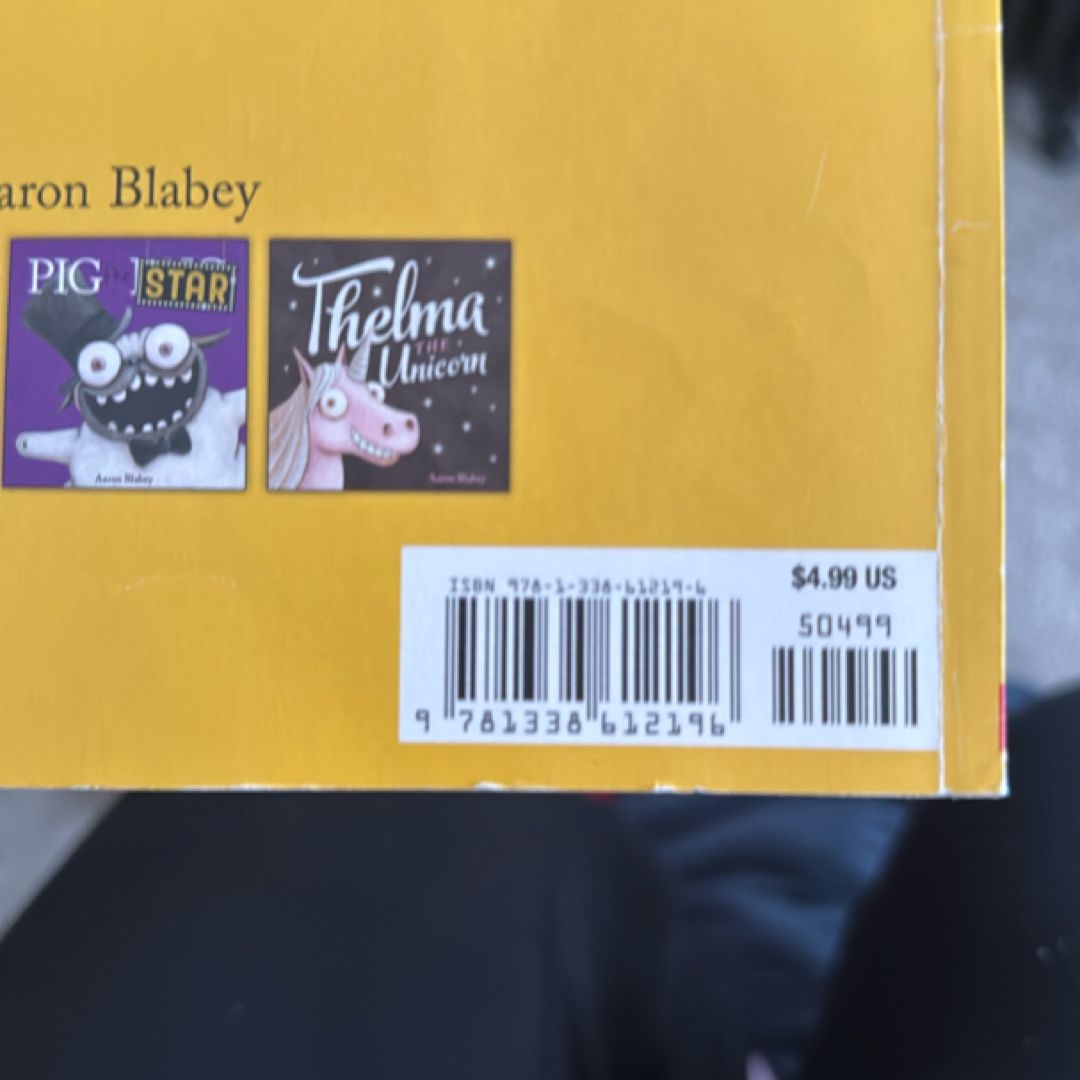 aron Blabey
PIG
STAR
Aaron Blabey
Thelma
THE
Unicorn
Aaron Blabey
ISBN 978-1-338-61219-6
$4.99 US
50499
9 781338 612196